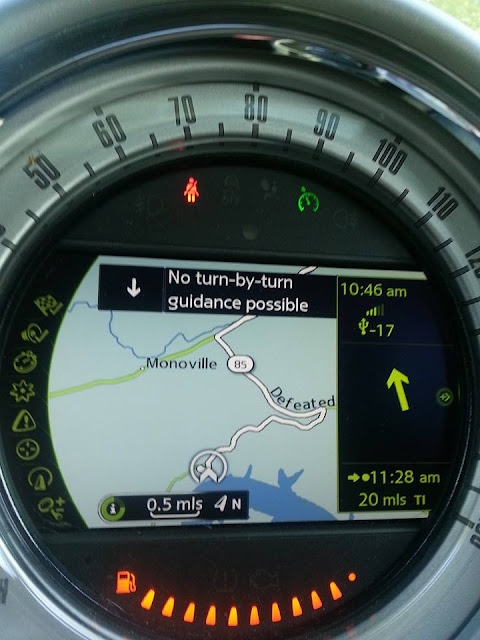 50
60
70
80
90
100
110
No turn-by-turn
guidance possible
10:46 am
-17
Monoville
85
Defeated
11:28 am
20 mls TI
0.5 mls N